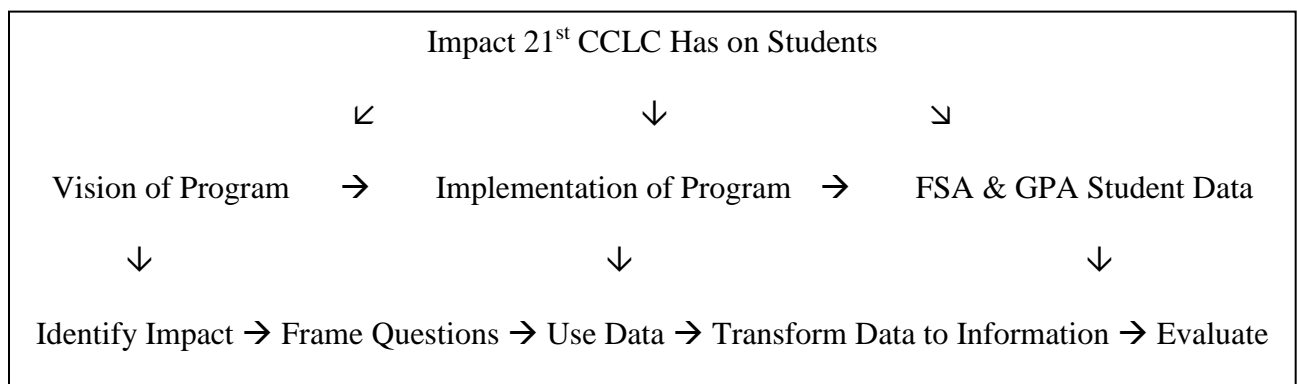 Impact 21st CCLC Has on Students
↙ ↓ ↘
Vision of Program → Implementation of Program → FSA & GPA Student Data
↓ ↓ ↓
Identify Impact → Frame Questions → Use Data → Transform Data to Information → Evaluate